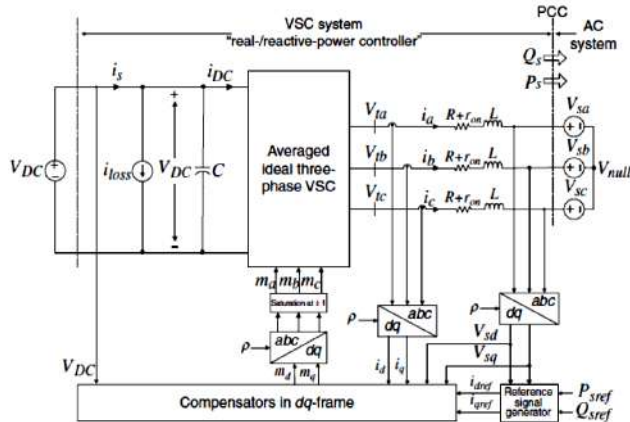 VSC system
"real-/reactive-power controller"
PCC
AC
system
Q_s
P_s
i_s
i_DC
+
V_DC
i_loss
V_DC
C
-
Averaged
ideal three-
phase VSC
V_ta
i_a
R+r_on
L
V_sa
V_tb
i_b
R+r_on
L
V_sb
V_null
V_tc
i_c
R+r_on
L
V_sc
m_a m_b m_c
Saturation at ± 1
ρ
abc
dq
ρ
abc
dq
ρ
abc
dq
V_DC
m_d m_q
i_d i_q
V_sd
V_sq
Compensators in dq-frame
i_dref
i_qref
Reference
signal
generator
P_sref
Q_sref